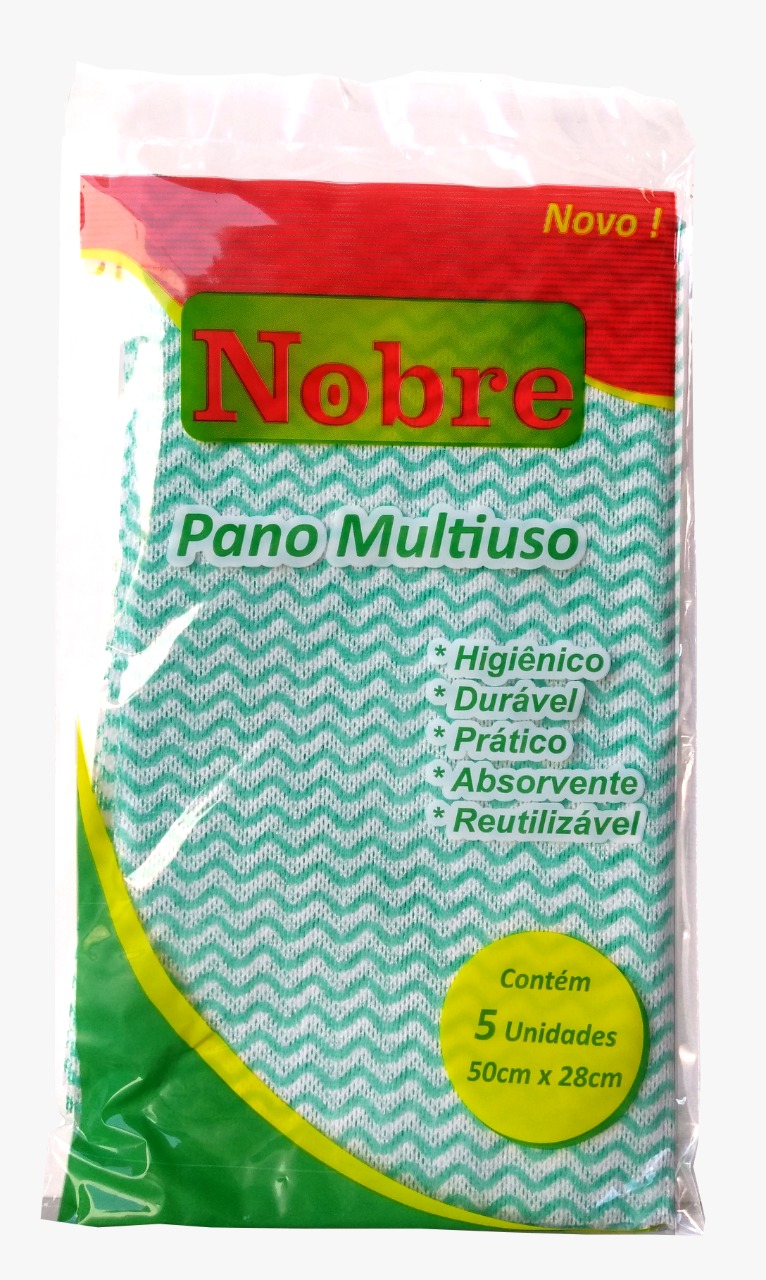 Novo !
Nobre
Pano Multiuso
* Higiênico
* Durável
* Prático
* Absorvente
* Reutilizável
Contém
5 Unidades
50cm x 28cm